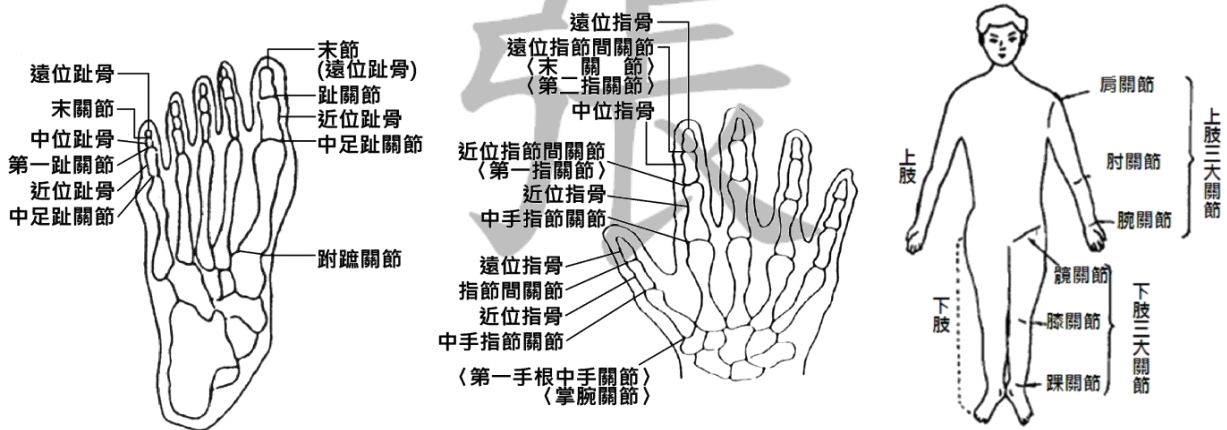 末節
(遠位趾骨)
趾關節
近位趾骨
中足趾關節
遠位趾骨
末關節
中位趾骨
第一趾關節
近位趾骨
中足趾關節
跗蹠關節
遠位指骨
遠位指節間關節
〈末關節〉
〈第二指關節〉
中位指骨
近位指節間關節
〈第一指關節〉
近位指骨
中手指節關節
遠位指骨
指節間關節
近位指骨
中手指節關節
〈第一手根中手關節〉
〈掌腕關節〉
張
肩關節
肘關節
腕關節
上肢三大關節
上肢
髖關節
膝關節
踝關節
下肢三大關節
下肢